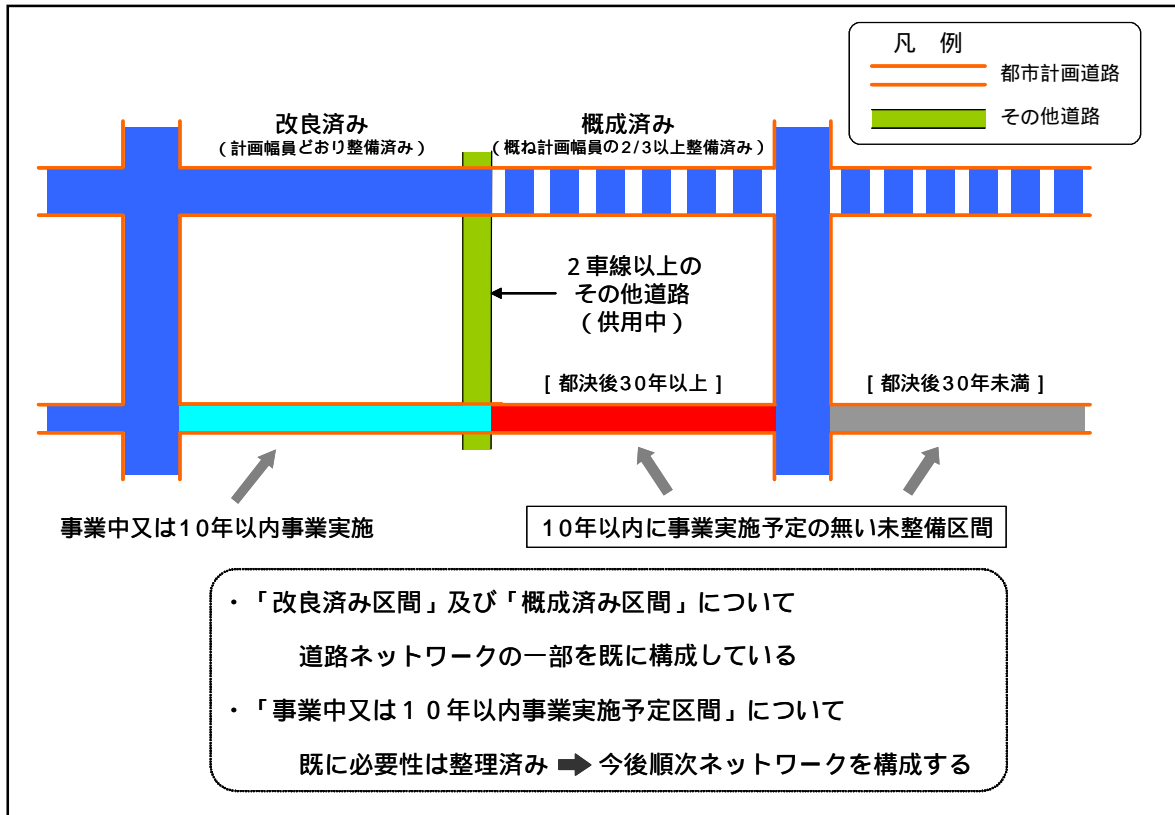 凡　例
都市計画道路
その他道路
改良済み
（計画幅員どおり整備済み）
概成済み
（概ね計画幅員の2/3以上整備済み）
２車線以上の
その他道路
（供用中）
［都決後30年以上］
［都決後30年未満］
事業中又は10年以内事業実施
10年以内に事業実施予定の無い未整備区間
・「改良済み区間」及び「概成済み区間」について
道路ネットワークの一部を既に構成している
・「事業中又は１０年以内事業実施予定区間」について
既に必要性は整理済み ➡ 今後順次ネットワークを構成する